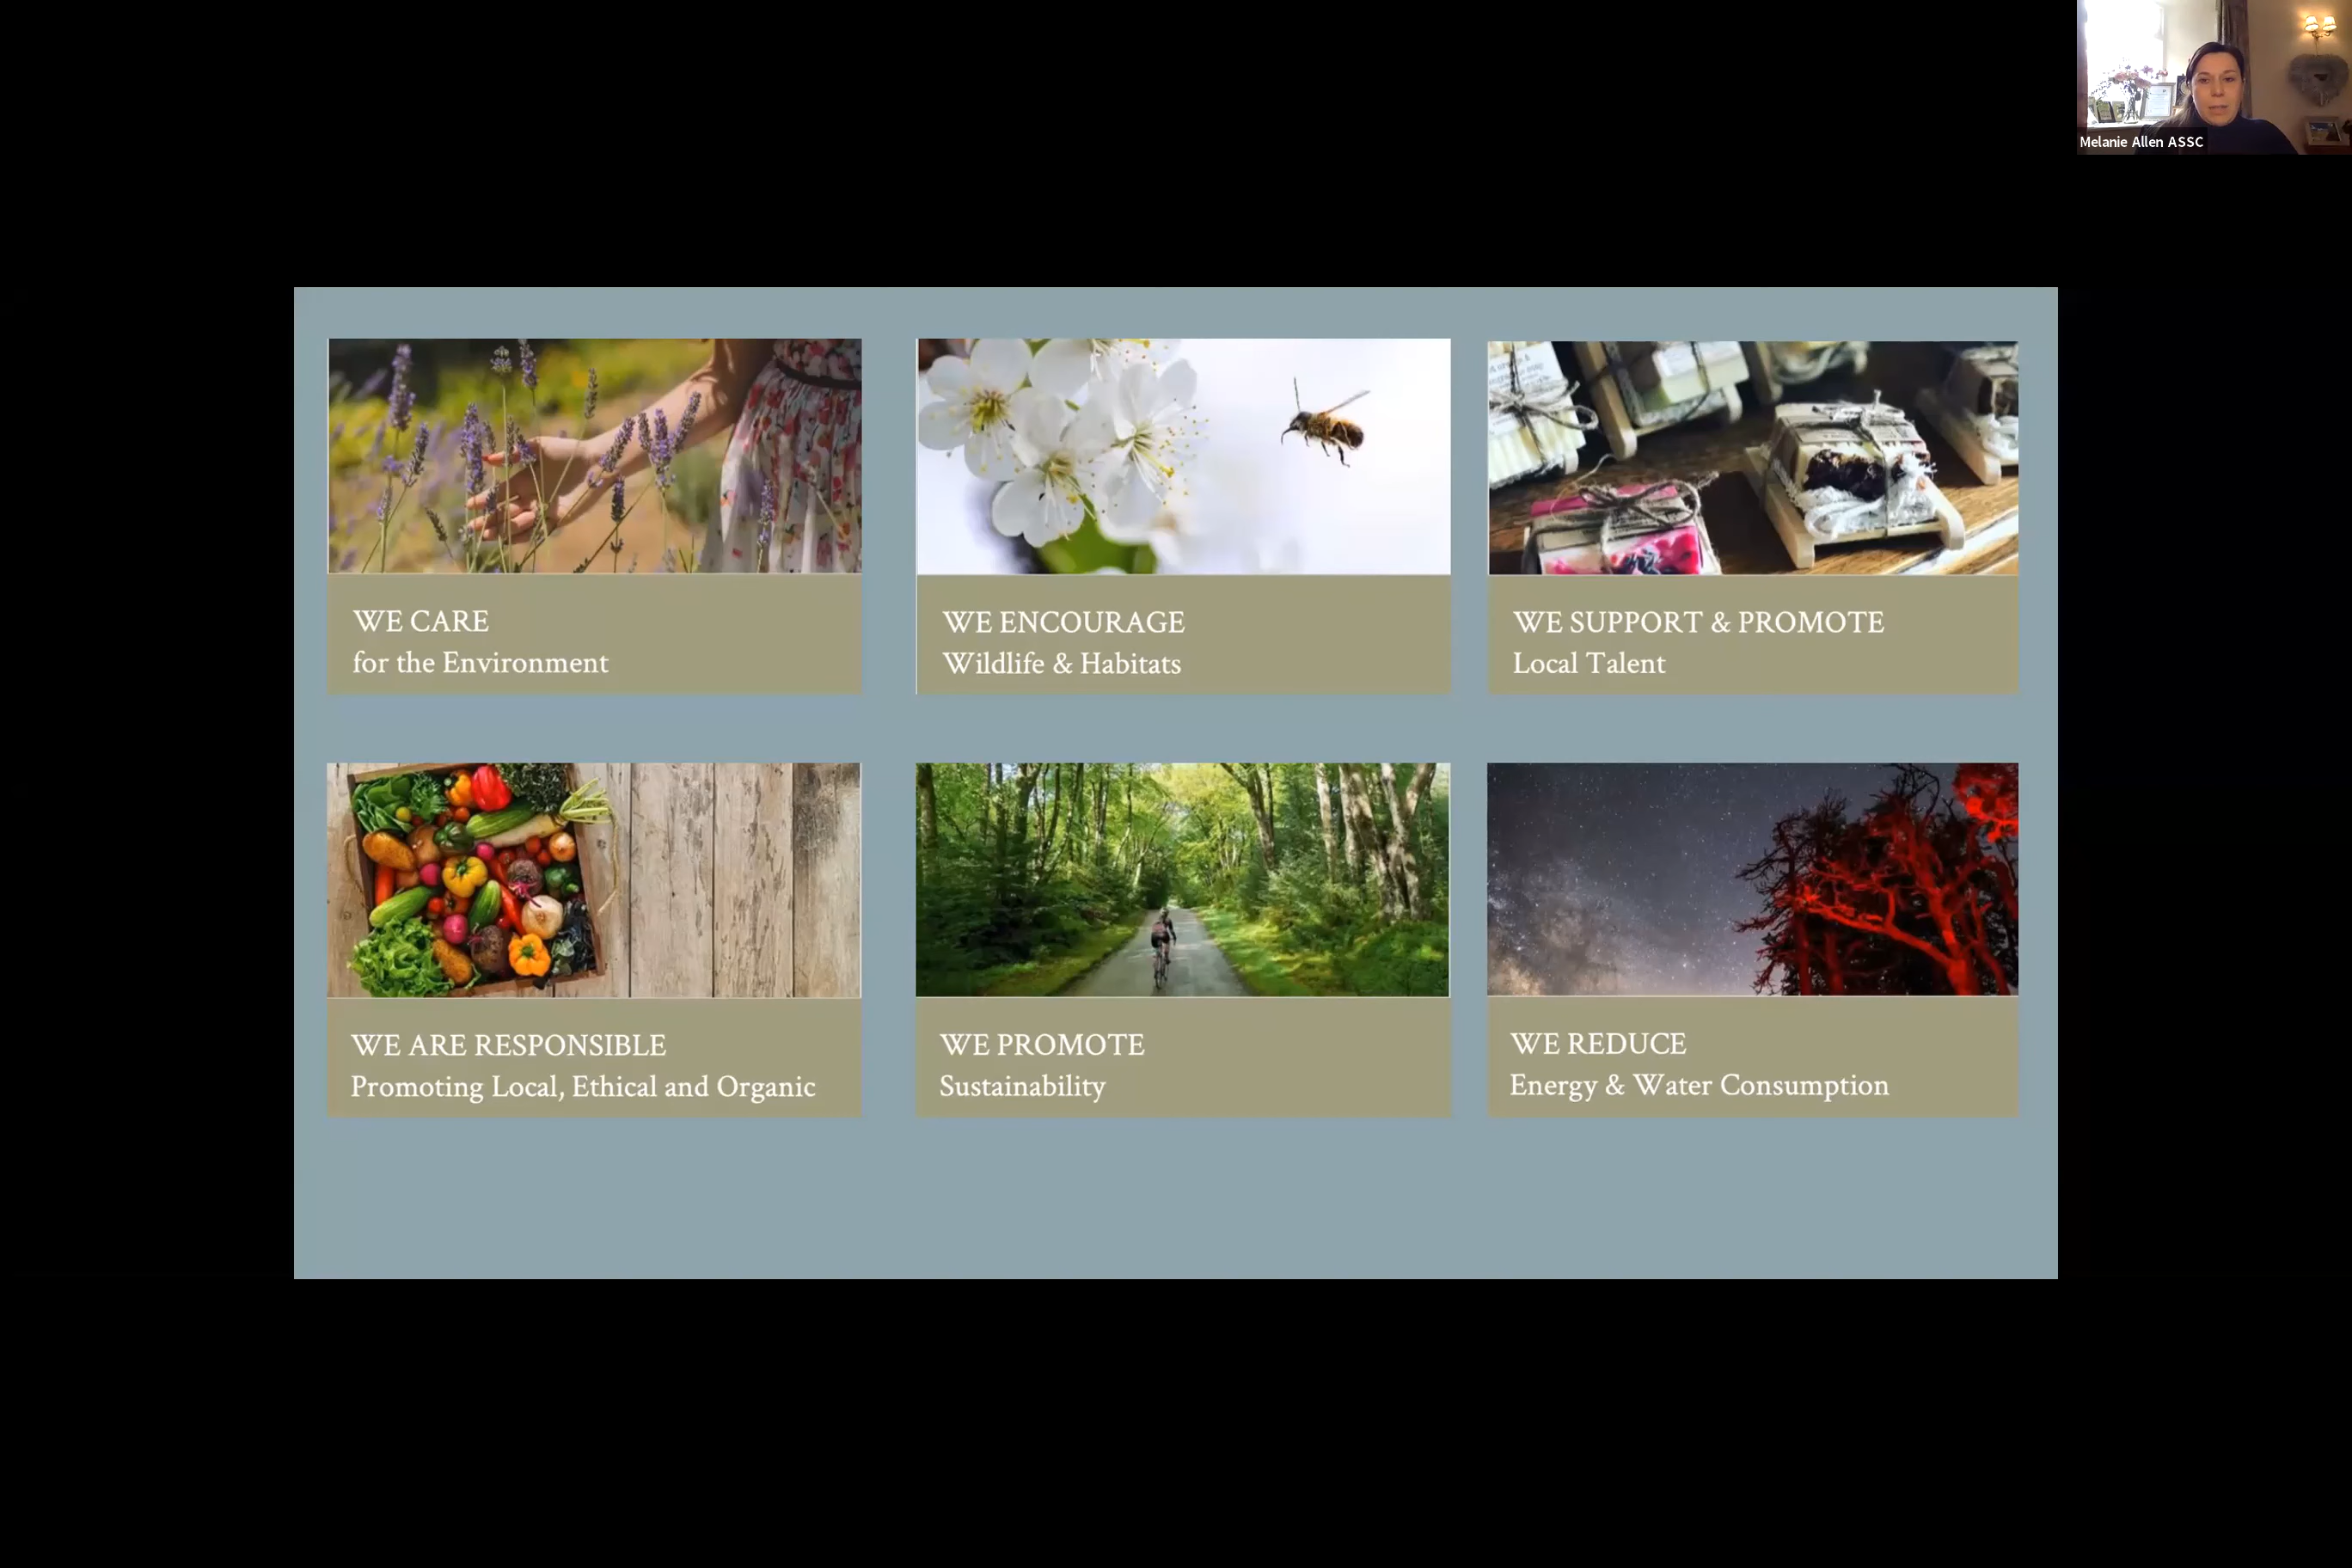 Melanie Allen ASSC
WE CARE
for the Environment
WE ENCOURAGE
Wildlife & Habitats
WE SUPPORT & PROMOTE
Local Talent
WE ARE RESPONSIBLE
Promoting Local, Ethical and Organic
WE PROMOTE
Sustainability
WE REDUCE
Energy & Water Consumption